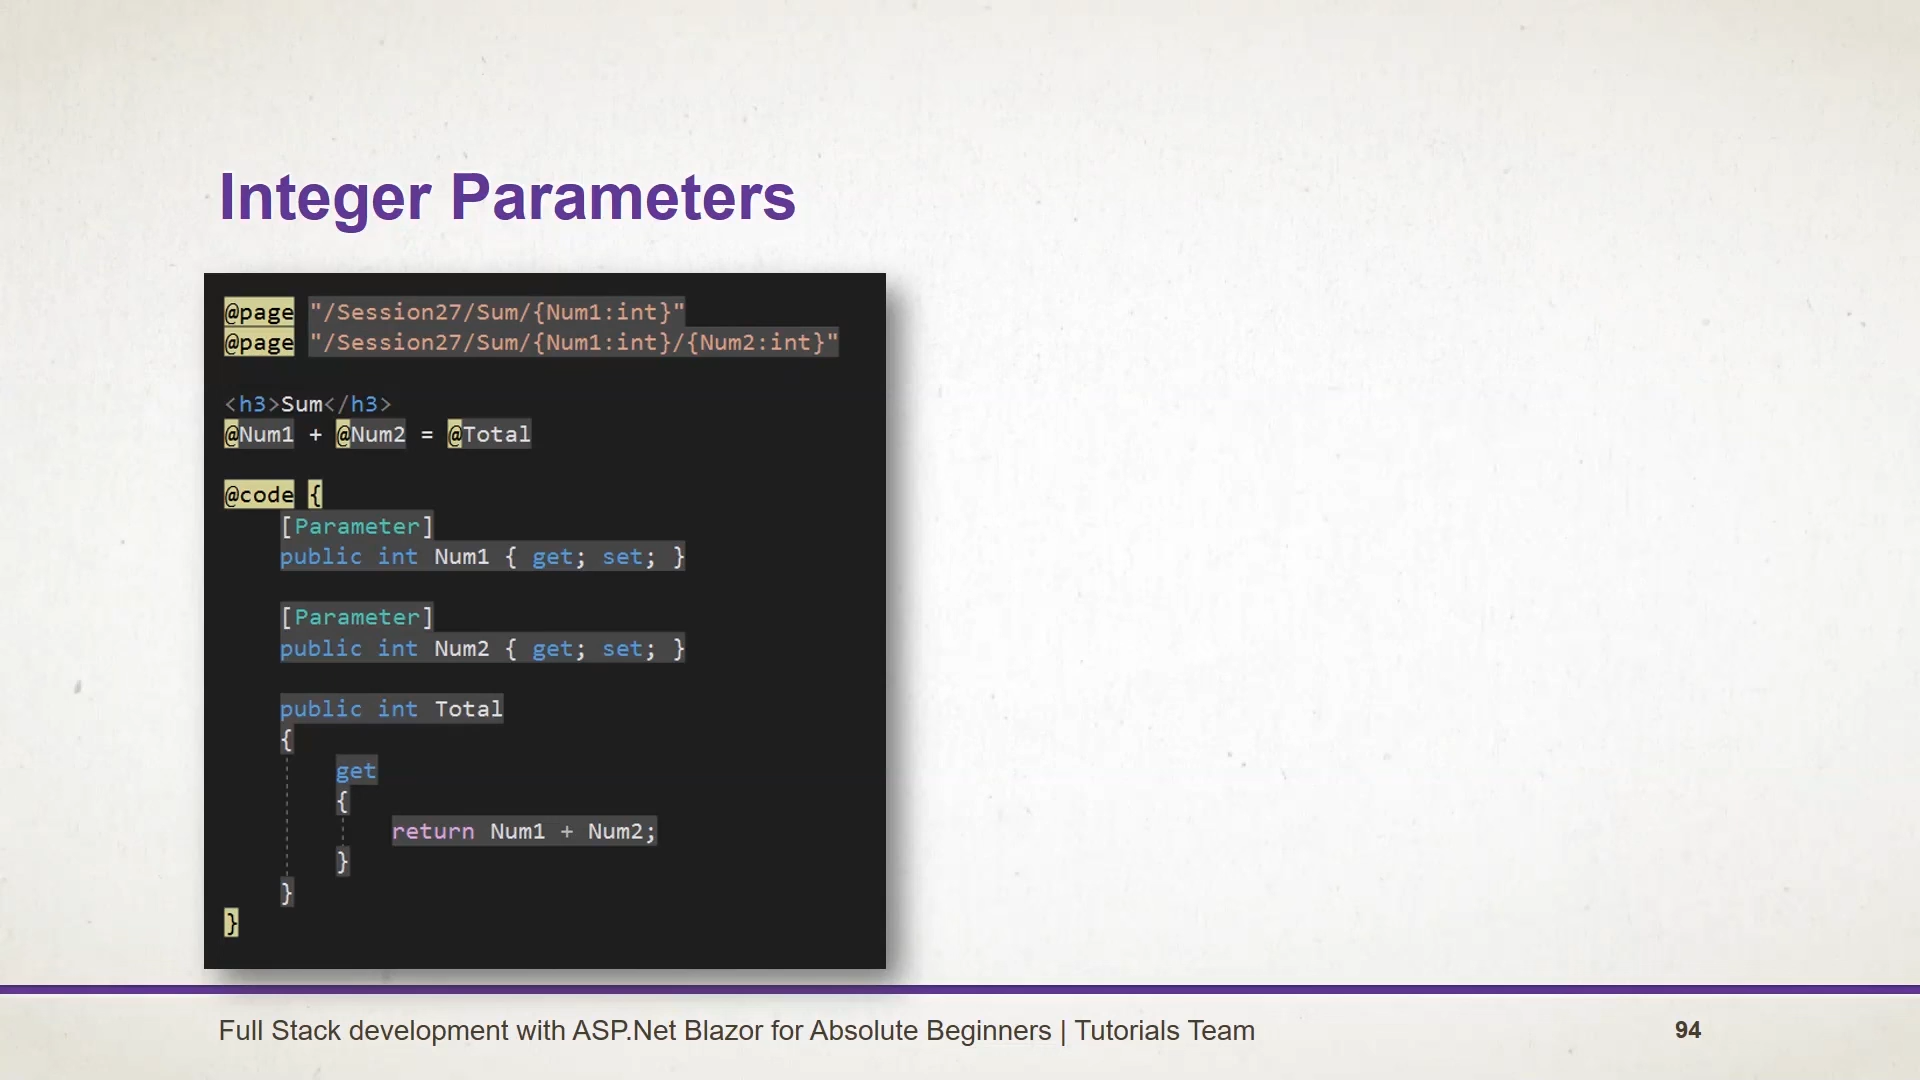 Integer Parameters
@page "/Session27/Sum/{Num1:int}"
@page "/Session27/Sum/{Num1:int}/{Num2:int}"
<h3>Sum</h3>
@Num1 + @Num2 = @Total
@code {
[Parameter]
public int Num1 { get; set; }
[Parameter]
public int Num2 { get; set; }
public int Total
{
get
{
return Num1 + Num2;
}
}
}
Full Stack development with ASP.Net Blazor for Absolute Beginners | Tutorials Team
94